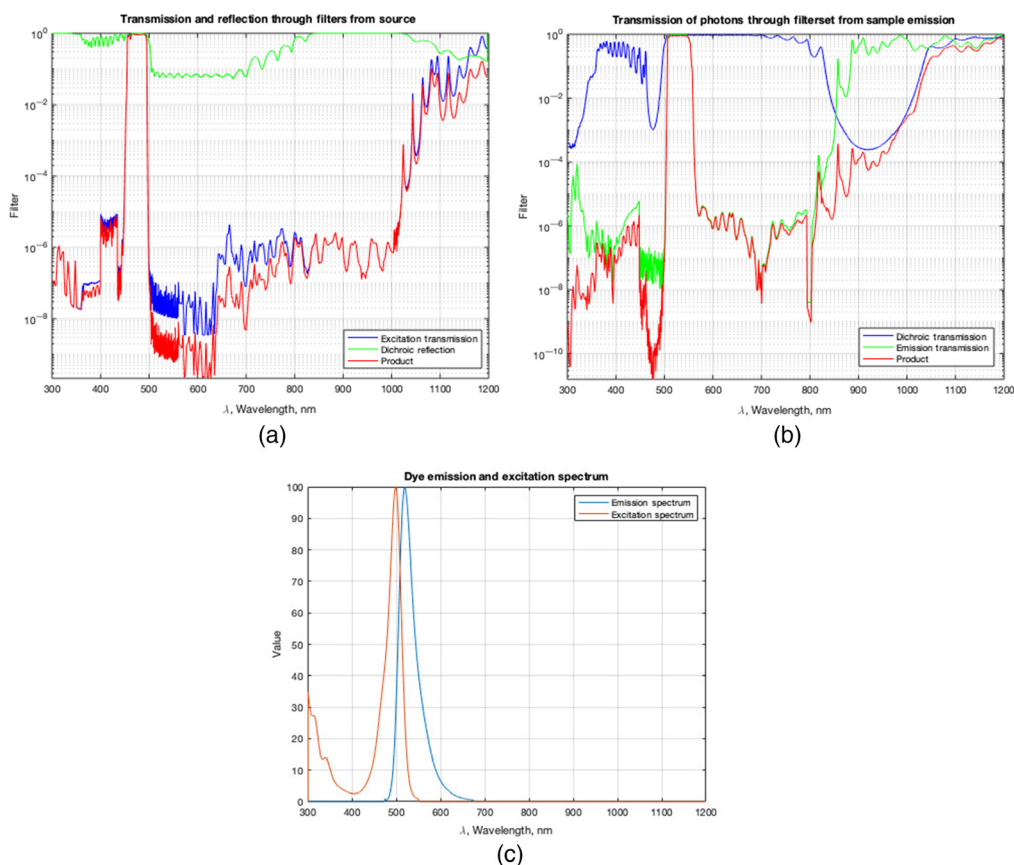 Transmission and reflection through filters from source
10^0
10^-2
10^-4
10^-6
10^-8
Filter
Excitation transmission
Dichroic reflection
Product
300 400 500 600 700 800 900 1000 1100 1200
λ, Wavelength, nm
(a)
Transmission of photons through filterset from sample emission
10^0
10^-2
10^-4
10^-6
10^-8
10^-10
Filter
Dichroic transmission
Emission transmission
Product
300 400 500 600 700 800 900 1000 1100 1200
λ, Wavelength, nm
(b)
Dye emission and excitation spectrum
100
90
80
70
60
50
40
30
20
10
0
Value
Emission spectrum
Excitation spectrum
300 400 500 600 700 800 900 1000 1100 1200
λ, Wavelength, nm
(c)